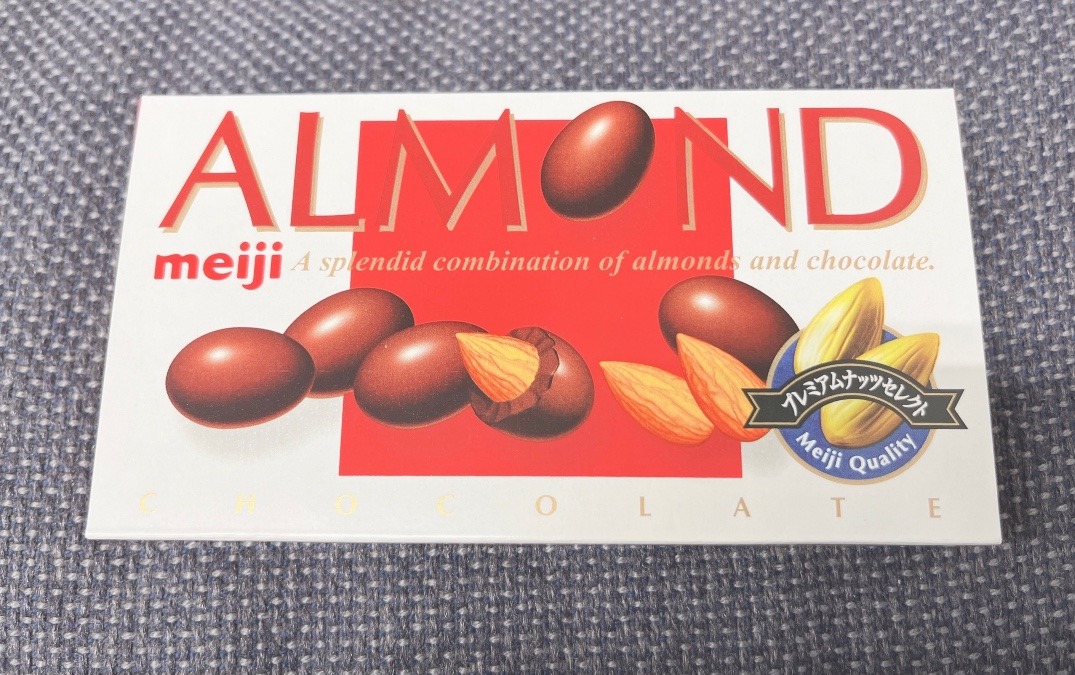 ALMOND
meiji A splendid combination of almonds and chocolate.
プレミアムナッツセレクト
Meiji Quality
CHOCOLATE